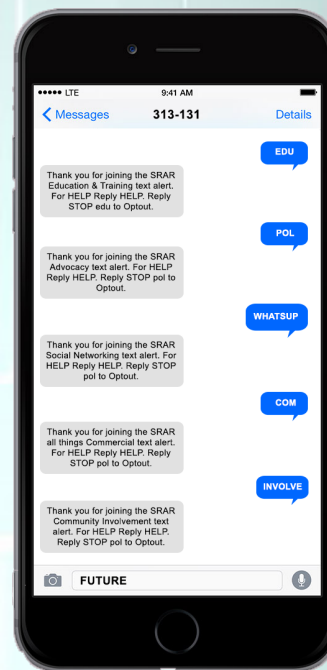 LTE 9:41 AM
Messages 313-131 Details
EDU
Thank you for joining the SRAR
Education & Training text alert.
For HELP Reply HELP. Reply
STOP edu to Optout.
POL
Thank you for joining the SRAR
Advocacy text alert. For HELP
Reply HELP. Reply STOP pol to
Optout.
WHATSUP
Thank you for joining the SRAR
Social Networking text alert. For
HELP Reply HELP. Reply STOP
pol to Optout.
COM
Thank you for joining the SRAR
all things Commercial text alert.
For HELP Reply HELP. Reply
STOP pol to Optout.
INVOLVE
Thank you for joining the SRAR
Community Involvement text
alert. For HELP Reply HELP.
Reply STOP pol to Optout.
FUTURE